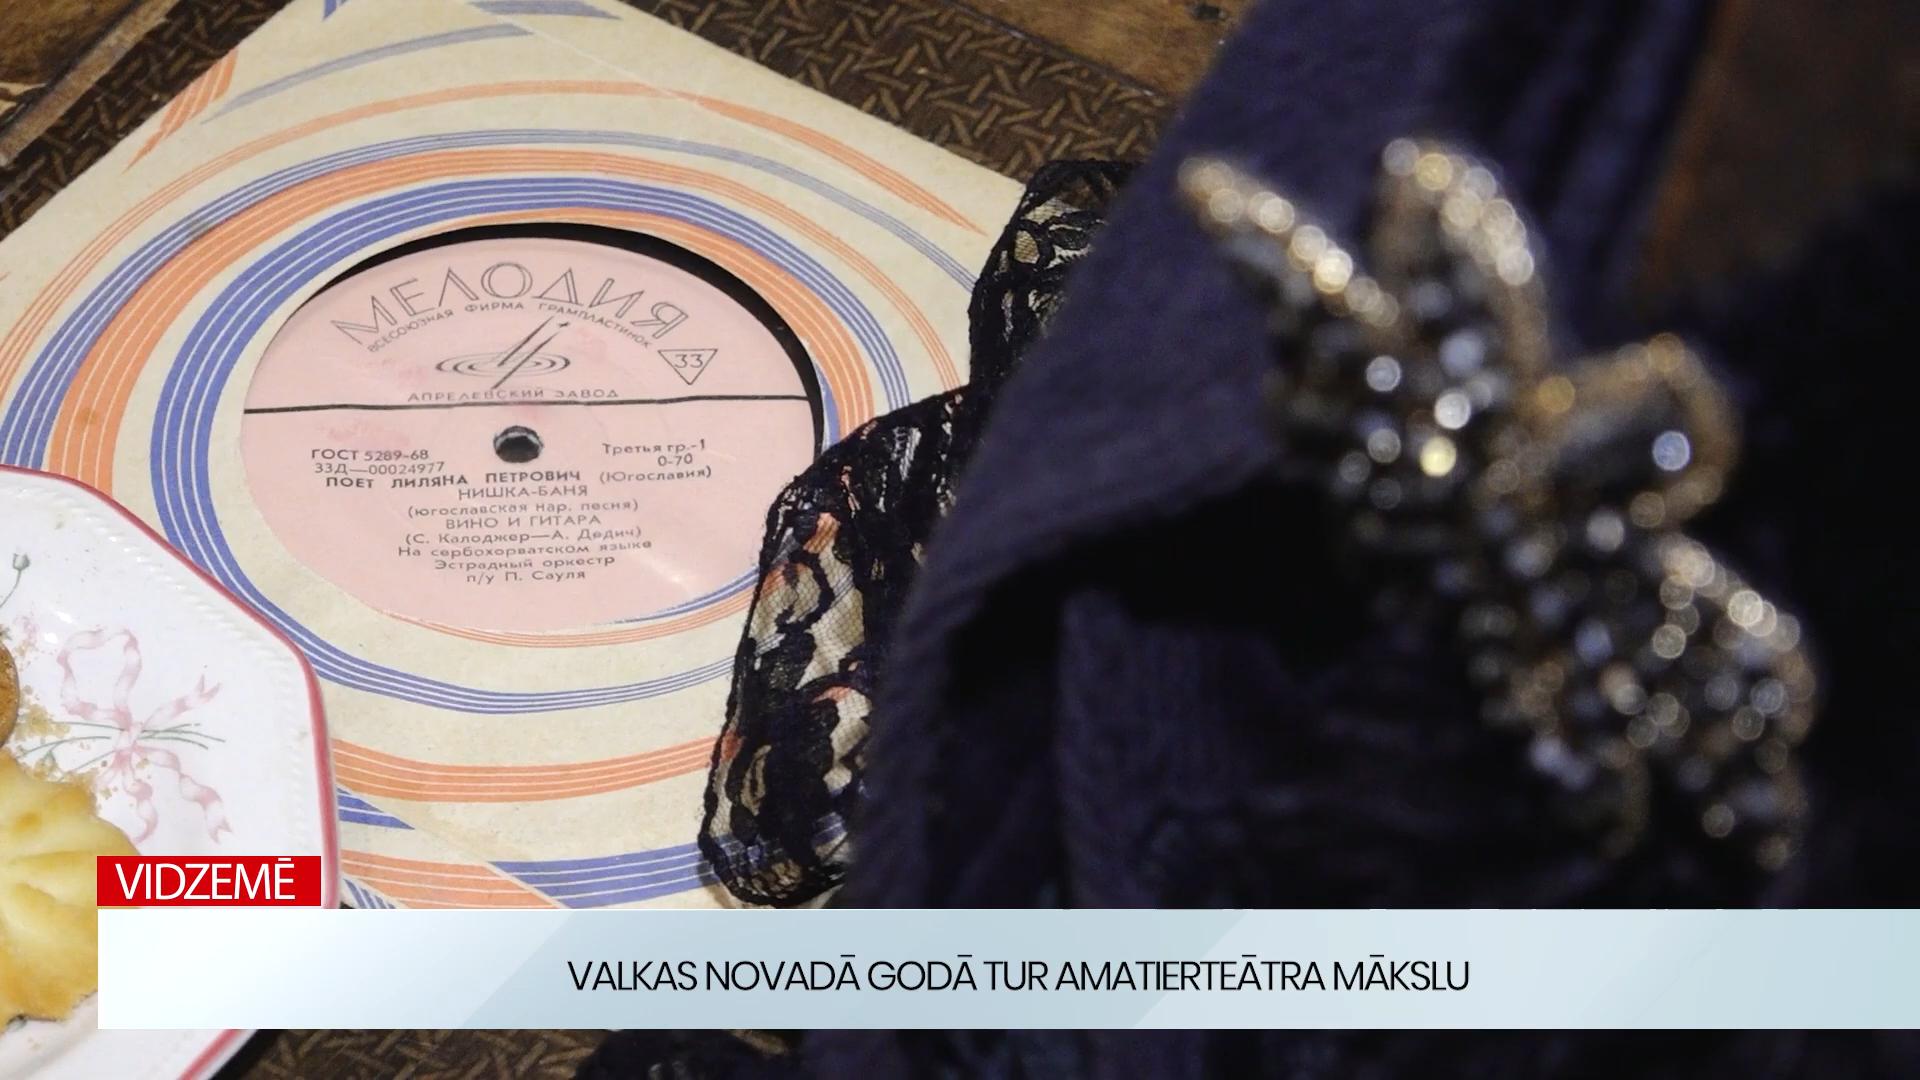 МЕЛОДИЯ
ВСЕСОЮЗНАЯ ФИРМА ГРАМПЛАСТИНОК
33
АПРЕЛЕВСКИЙ ЗАВОД
ГОСТ 5289-68
Третья гр.-1
33Д—00024977
0-70
ПОЕТ ЛИЛЯНА ПЕТРОВИЧ (Югославия)
НИШКА-БАНЯ
(югославская нар. песня)
ВИНО И ГИТАРА
(С. Калоджер—А. Дедич)
На сербохорватском языке
Эстрадный оркестр
п/у П. Сауля
VIDZEMĒ
VALKAS NOVADĀ GODĀ TUR AMATIERTEĀTRA MĀKSLU